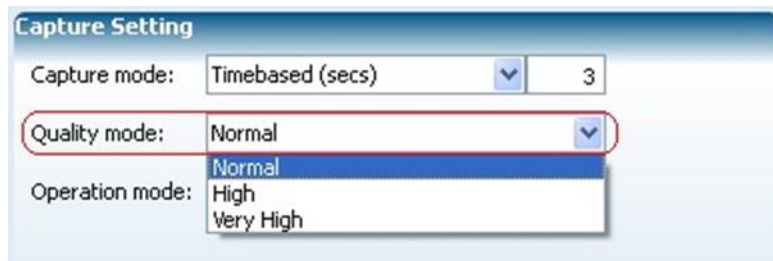 Capture Setting
Capture mode: Timebased (secs) 3
Quality mode: Normal
Normal
Operation mode: High
Very High